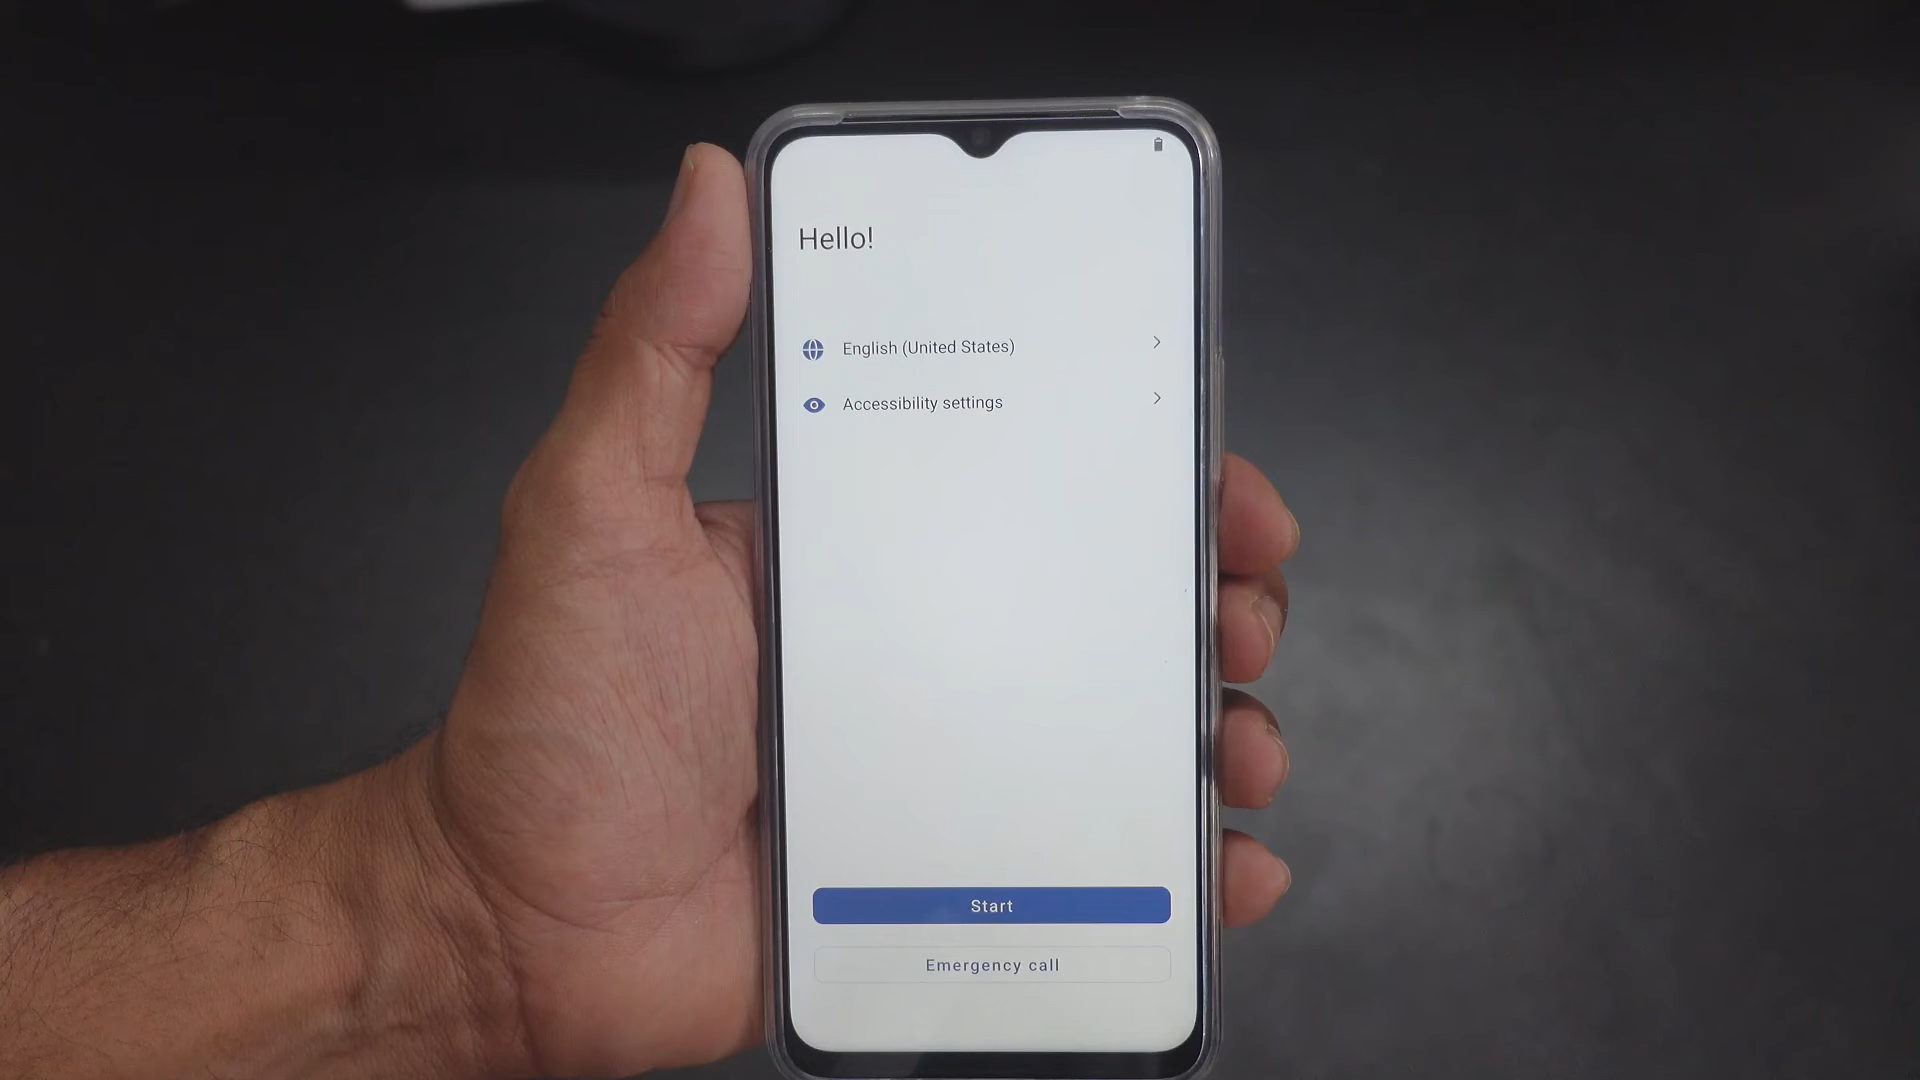 Hello!
English (United States)
Accessibility settings
Start
Emergency call